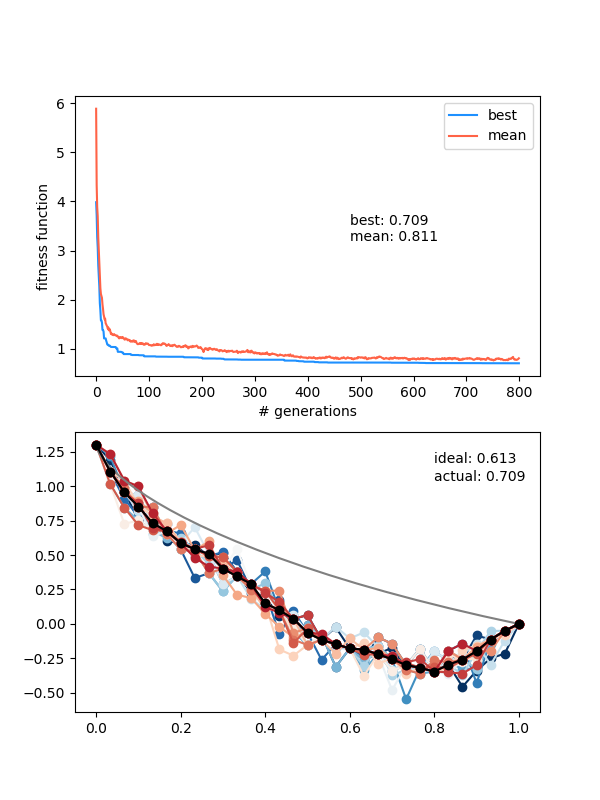 6
5
4
3
2
1
fitness function
best
mean
best: 0.709
mean: 0.811
0 100 200 300 400 500 600 700 800
# generations
1.25
1.00
0.75
0.50
0.25
0.00
−0.25
−0.50
ideal: 0.613
actual: 0.709
0.0 0.2 0.4 0.6 0.8 1.0